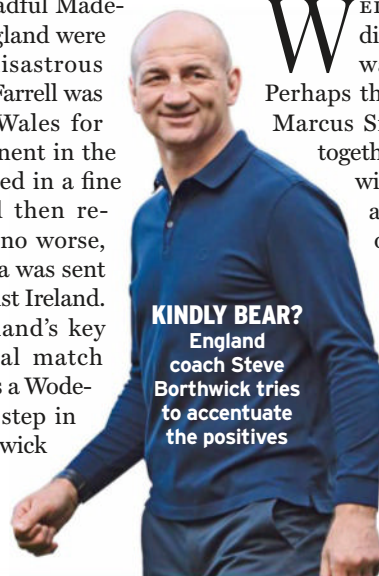 adful Made-
gland were
isastrous
Farrell was
Wales for
nent in the
ed in a fine
then re-
no worse,
a was sent
st Ireland.
land's key
al match
s a Wode-
step in
wick
KINDLY BEAR?
England
coach Steve
Borthwick tries
to accentuate
the positives
W
di
w
Perhaps th
Marcus S
togeth
wi
a